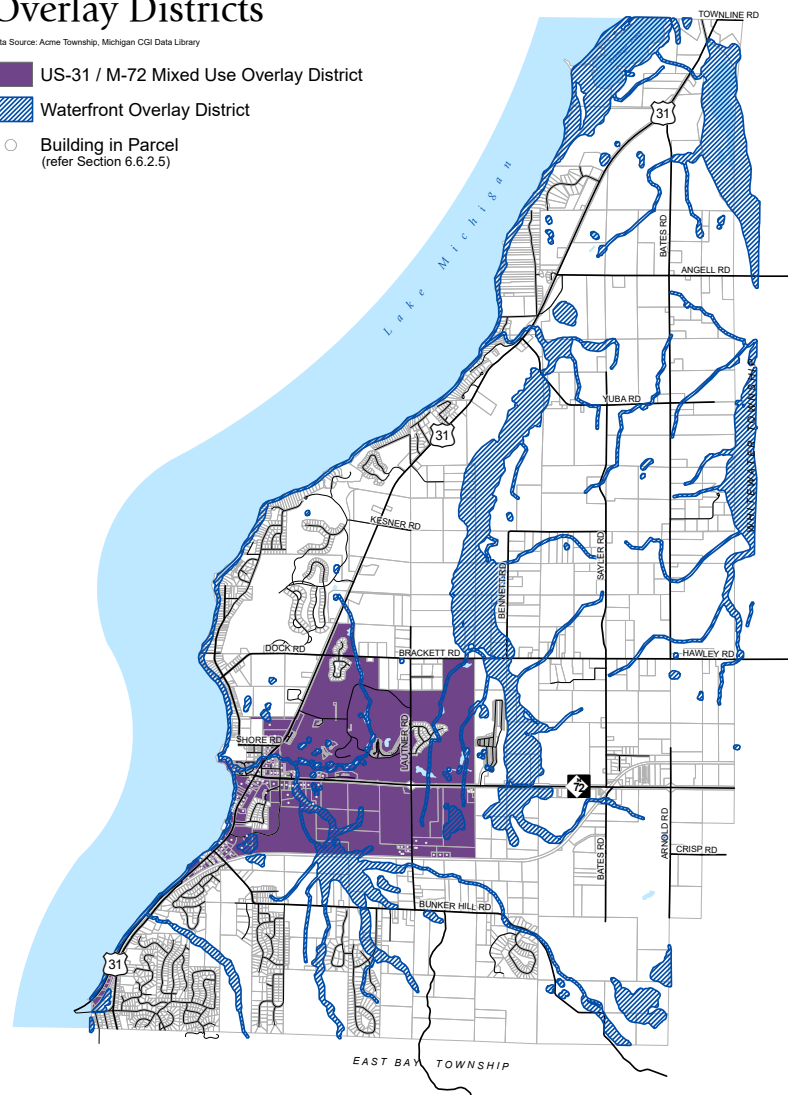 Overlay Districts
ta Source: Acme Township, Michigan CGI Data Library
US-31 / M-72 Mixed Use Overlay District
Waterfront Overlay District
Building in Parcel
(refer Section 6.6.2.5)
TOWNLINE RD
31
Lake Michigan
BATES RD
ANGELL RD
YUBA RD
WHITEWATER TOWNSHIP
31
KESNER RD
SAYLER RD
BENNETT RD
DOCK RD
BRACKETT RD
HAWLEY RD
LAUTNER RD
SHORE RD
72
ARNOLD RD
BATES RD
CRISP RD
BUNKER HILL RD
31
EAST BAY TOWNSHIP